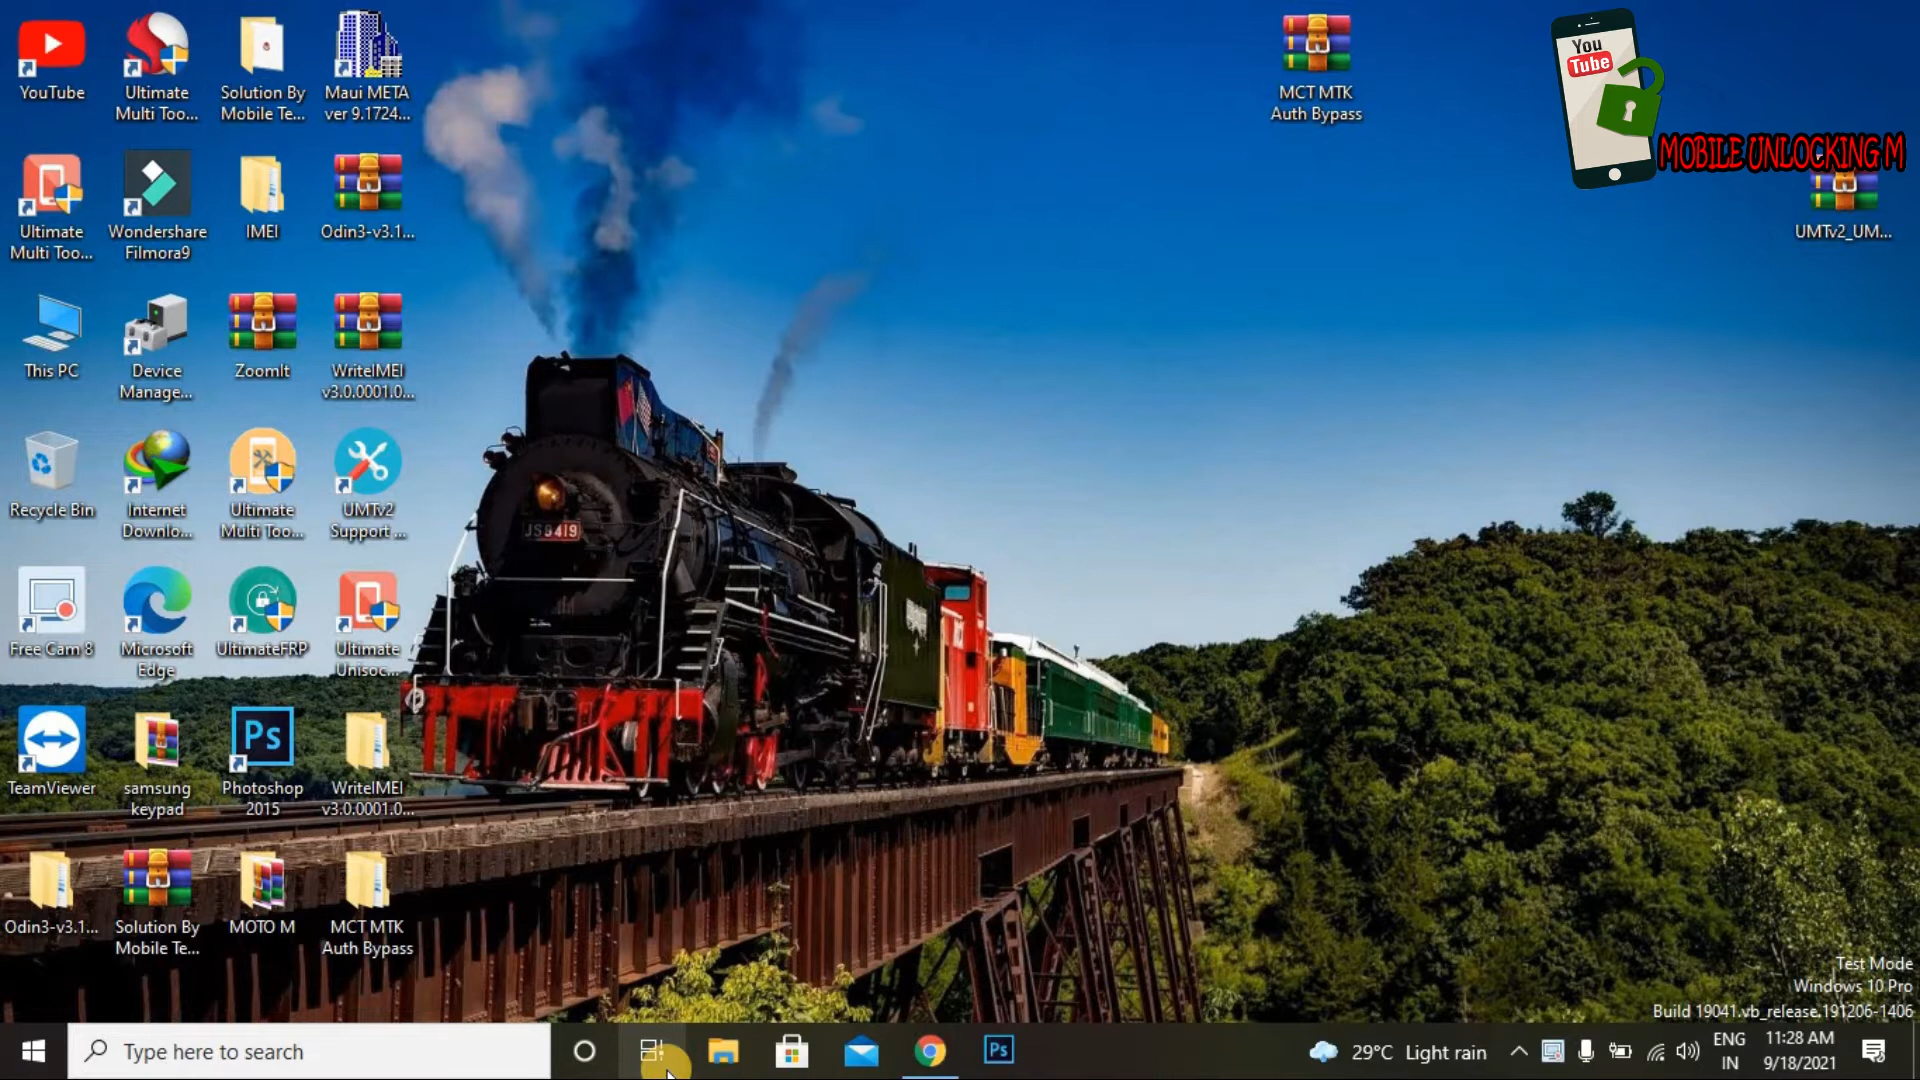 YouTube
Ultimate
Multi Too...
Solution By
Mobile Te...
Maui META
ver 9.1724...
MCT MTK
Auth Bypass
You
Tube
MOBILE UNLOCKING M
Ultimate
Multi Too...
Wondershare
Filmora9
IMEI
Odin3-v3.1...
UMTv2_UM...
This PC
Device
Manage...
ZoomIt
WriteIMEI
v3.0.0001.0...
Recycle Bin
Internet
Downlo...
Ultimate
Multi Too...
UMTv2
Support ...
JS8419
Free Cam 8
Microsoft
Edge
UltimateFRP
Ultimate
Unisoc...
TeamViewer
samsung
keypad
Ps
Photoshop
2015
WriteIMEI
v3.0.0001.0...
Odin3-v3.1...
Solution By
Mobile Te...
MOTO M
MCT MTK
Auth Bypass
Test Mode
Windows 10 Pro
Build 19041.vb_release.191206-1406
Type here to search
Ps
29°C Light rain
ENG
IN
11:28 AM
9/18/2021